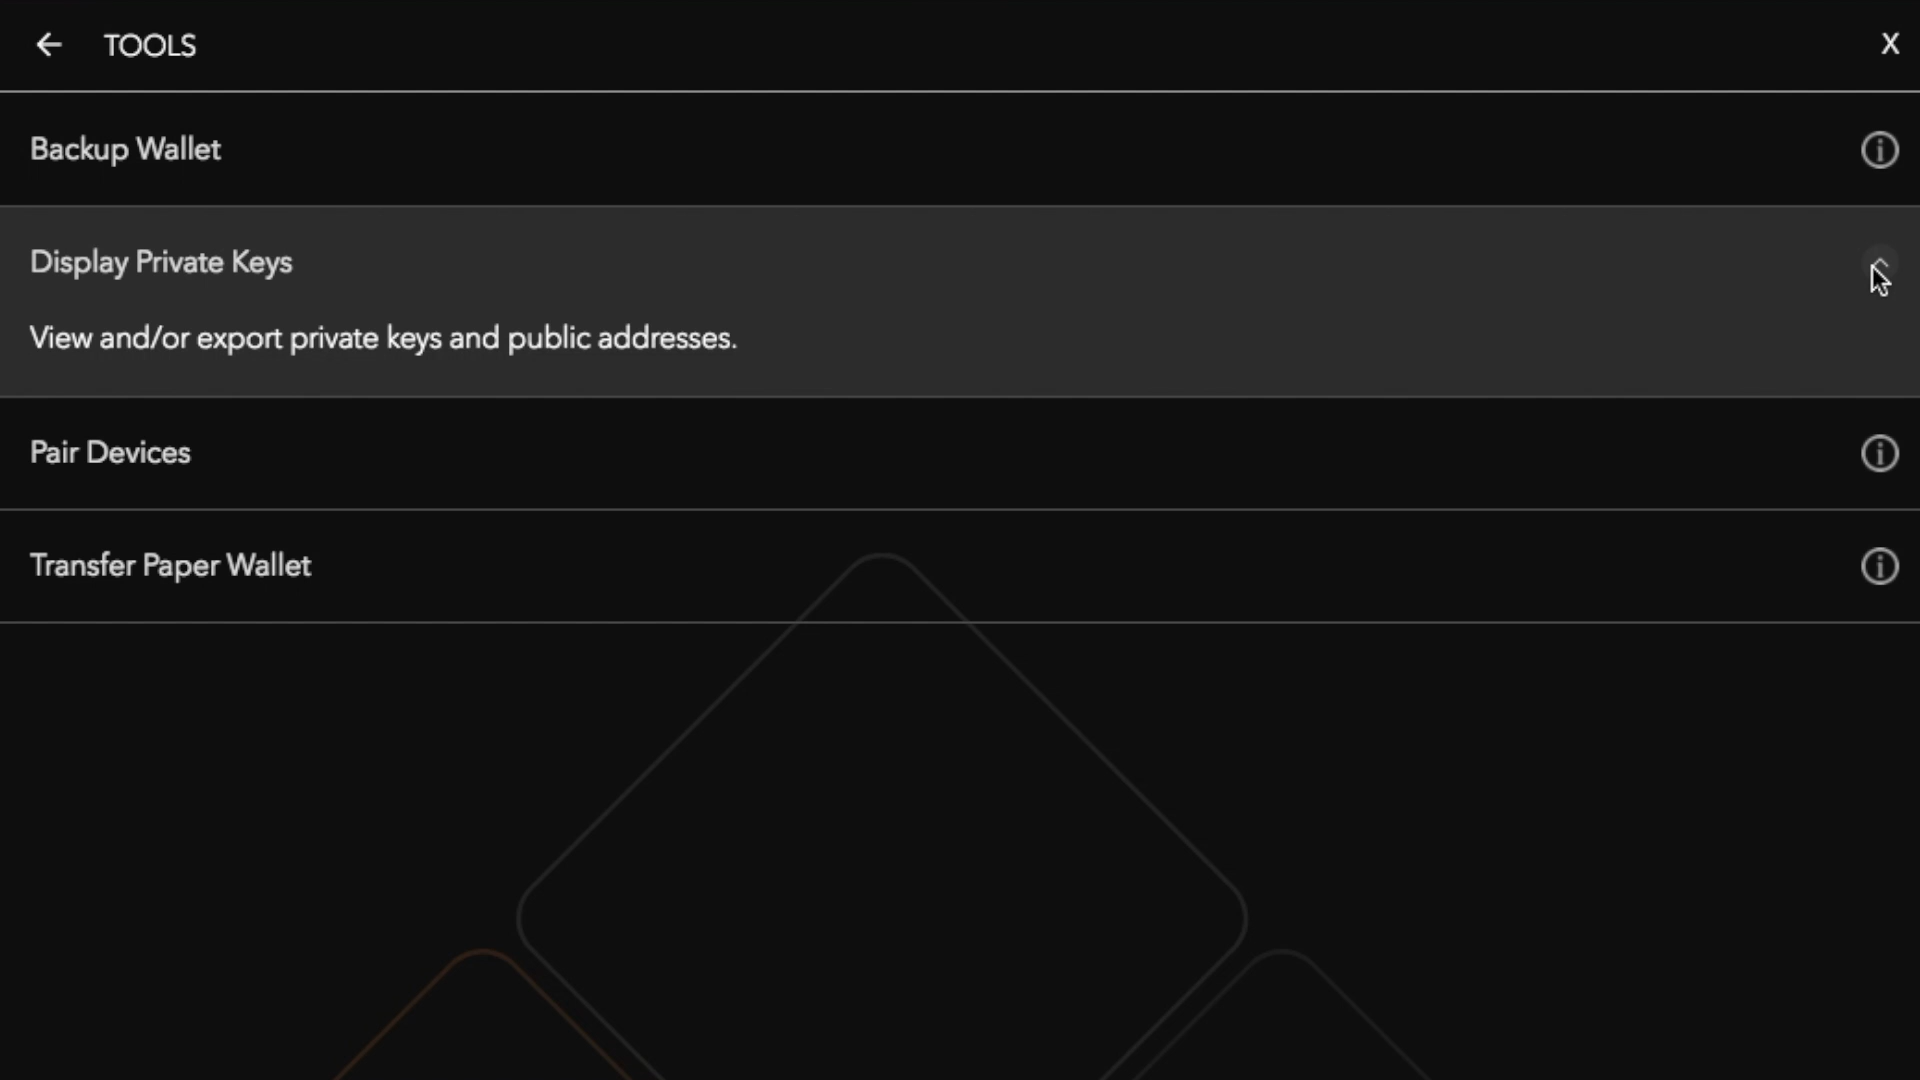 TOOLS
X
Backup Wallet
Display Private Keys
View and/or export private keys and public addresses.
Pair Devices
Transfer Paper Wallet